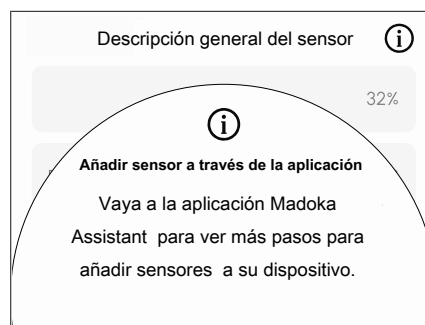 Descripción general del sensor
32%
Añadir sensor a través de la aplicación
Vaya a la aplicación Madoka
Assistant para ver más pasos para
añadir sensores a su dispositivo.